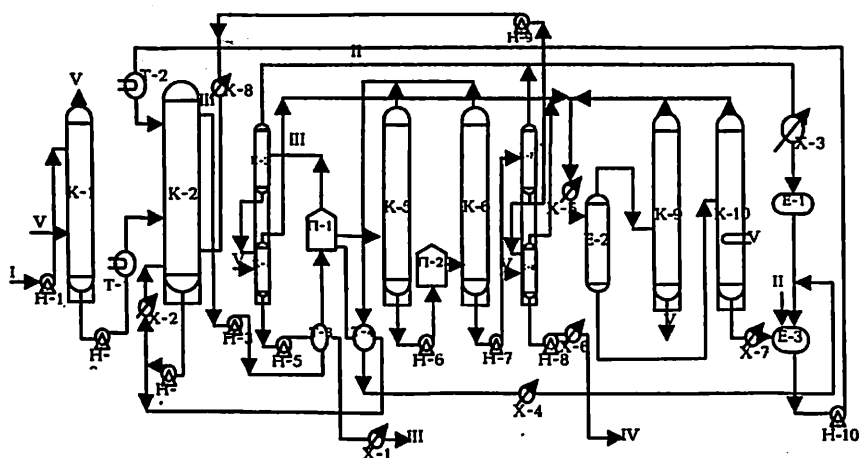 Н-9
II
V
Т-2
III
Х-8
К-1
К-2
III
П-1
К-5
К-6
Х-3
Е-1
К-9
К-10
Е-2
V
V
V
V
I
Н-1
Х-2
Н-3
Н-5
П-2
Н-6
Н-7
Н-8
Х-6
Х-7
II
Е-3
V
Х-4
Х-1
III
IV
Н-10